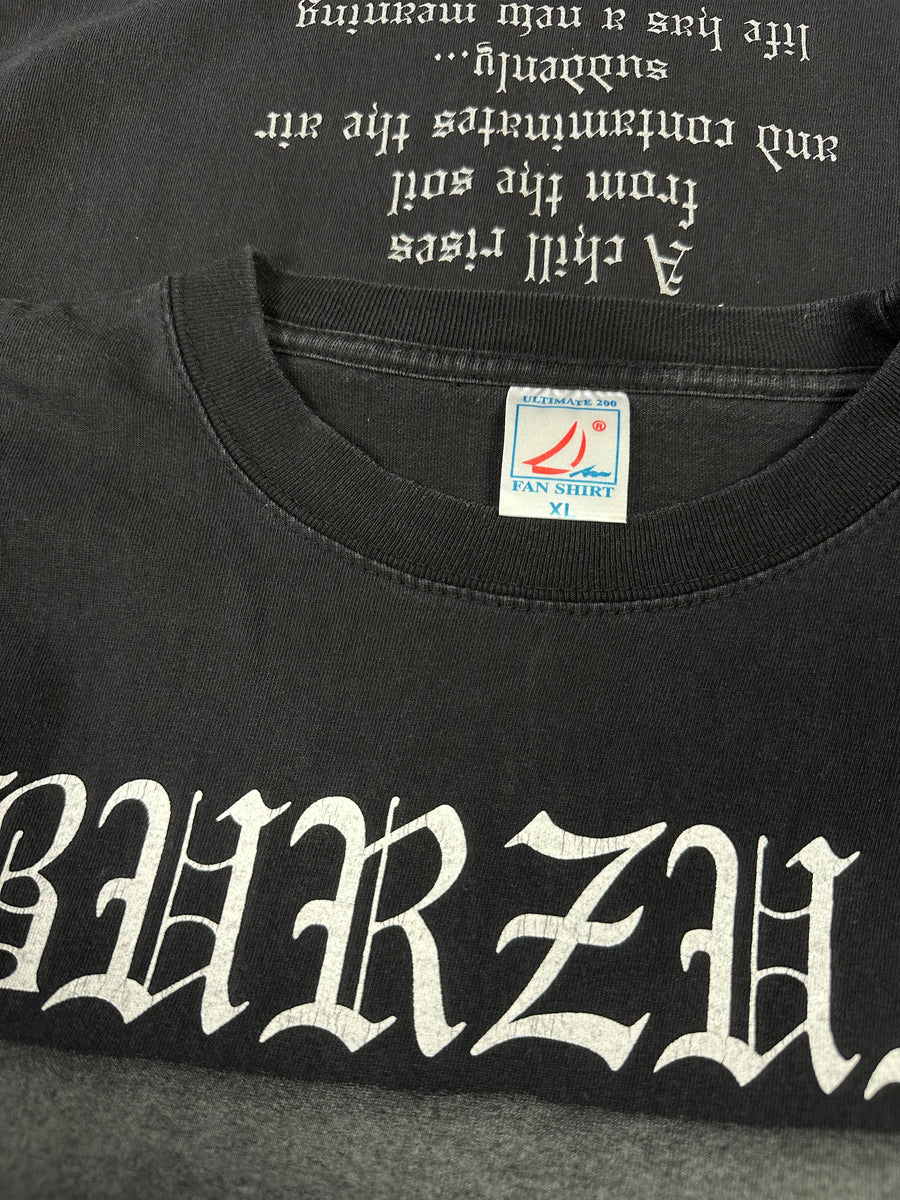 A chill rises
from the soil
and contaminates the air
suddenly...
life has a new meaning
ULTIMATE 200
®
FAN SHIRT
XL
BURZU